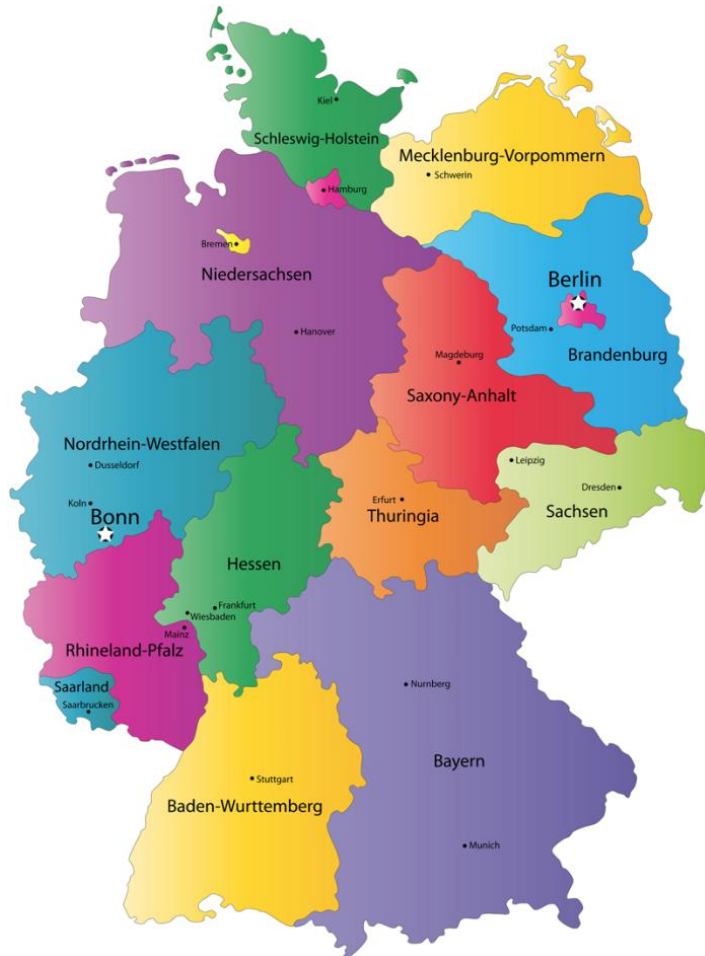 Kiel
Schleswig-Holstein
Mecklenburg-Vorpommern
Schwerin
Hamburg
Bremen
Niedersachsen
Berlin
Hanover
Potsdam
Brandenburg
Magdeburg
Saxony-Anhalt
Nordrhein-Westfalen
Dusseldorf
Leipzig
Dresden
Koln
Erfurt
Bonn
Thuringia
Sachsen
Hessen
Frankfurt
Wiesbaden
Mainz
Rhineland-Pfalz
Saarland
Saarbrucken
Nurnberg
Bayern
Stuttgart
Baden-Wurttemberg
Munich